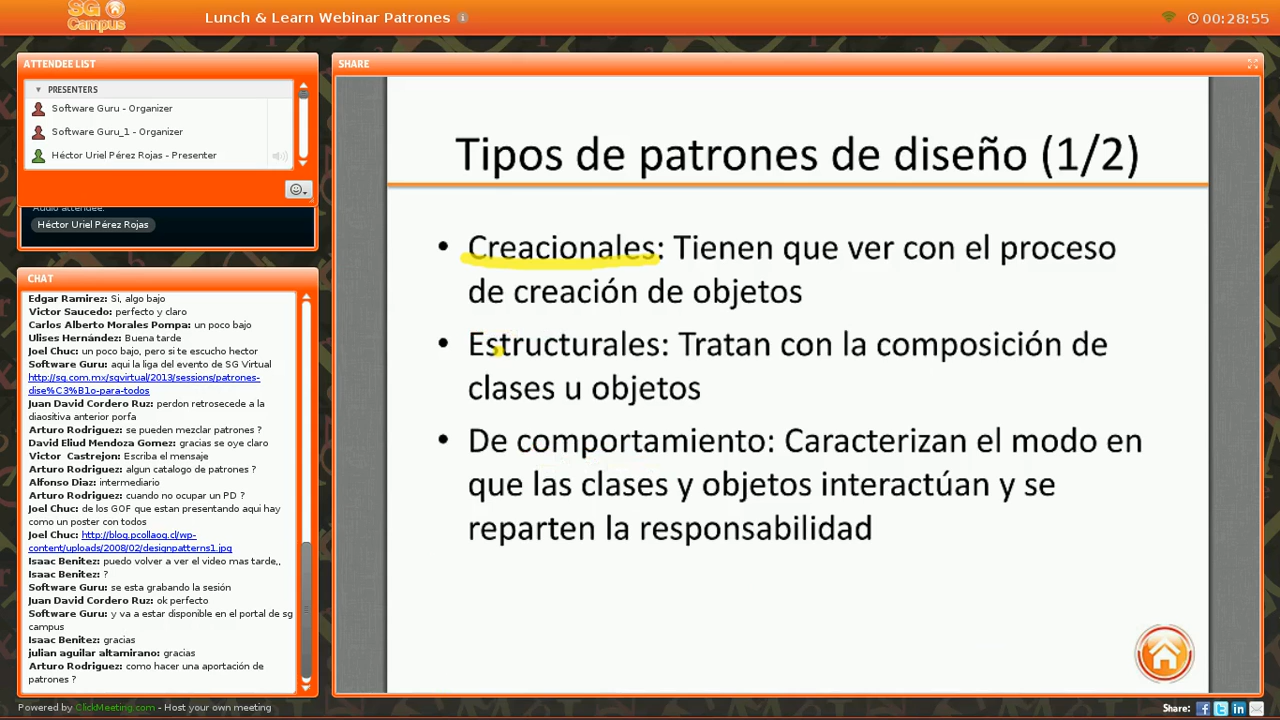 SG
Campus
Lunch & Learn Webinar Patrones
00:28:55
ATTENDEE LIST
PRESENTERS
Software Guru - Organizer
Software Guru_1 - Organizer
Héctor Uriel Pérez Rojas - Presenter
Audio attendee:
Héctor Uriel Pérez Rojas
CHAT
Edgar Ramirez: Si, algo bajo
Victor Saucedo: perfecto y claro
Carlos Alberto Morales Pompa: un poco bajo
Ulises Hernández: Buena tarde
Joel Chuc: un poco bajo, pero si te escucho hector
Software Guru: aqui la liga del evento de SG Virtual
http://sg.com.mx/sgvirtual/2013/sessions/patrones-
dise%C3%B1o-para-todos
Juan David Cordero Ruz: perdon retrosecede a la
diaositiva anterior porfa
Arturo Rodriguez: se pueden mezclar patrones ?
David Eliud Mendoza Gomez: gracias se oye claro
Victor Castrejon: Escriba el mensaje
Arturo Rodriguez: algun catalogo de patrones ?
Alfonso Diaz: intermediario
Arturo Rodriguez: cuando no ocupar un PD ?
Joel Chuc: de los GOF que estan presentando aqui hay
como un poster con todos
Joel Chuc: http://blog.pcollaog.cl/wp-
content/uploads/2008/02/designpatterns1.jpg
Isaac Benitez: puedo volver a ver el video mas tarde,,
Isaac Benitez: ?
Software Guru: se esta grabando la sesión
Juan David Cordero Ruz: ok perfecto
Software Guru: y va a estar disponible en el portal de sg
campus
Isaac Benitez: gracias
julian aguilar altamirano: gracias
Arturo Rodriguez: como hacer una aportación de
patrones ?
SHARE
Tipos de patrones de diseño (1/2)
• Creacionales: Tienen que ver con el proceso
de creación de objetos
• Estructurales: Tratan con la composición de
clases u objetos
• De comportamiento: Caracterizan el modo en
que las clases y objetos interactúan y se
reparten la responsabilidad
Powered by ClickMeeting.com - Host your own meeting
Share: